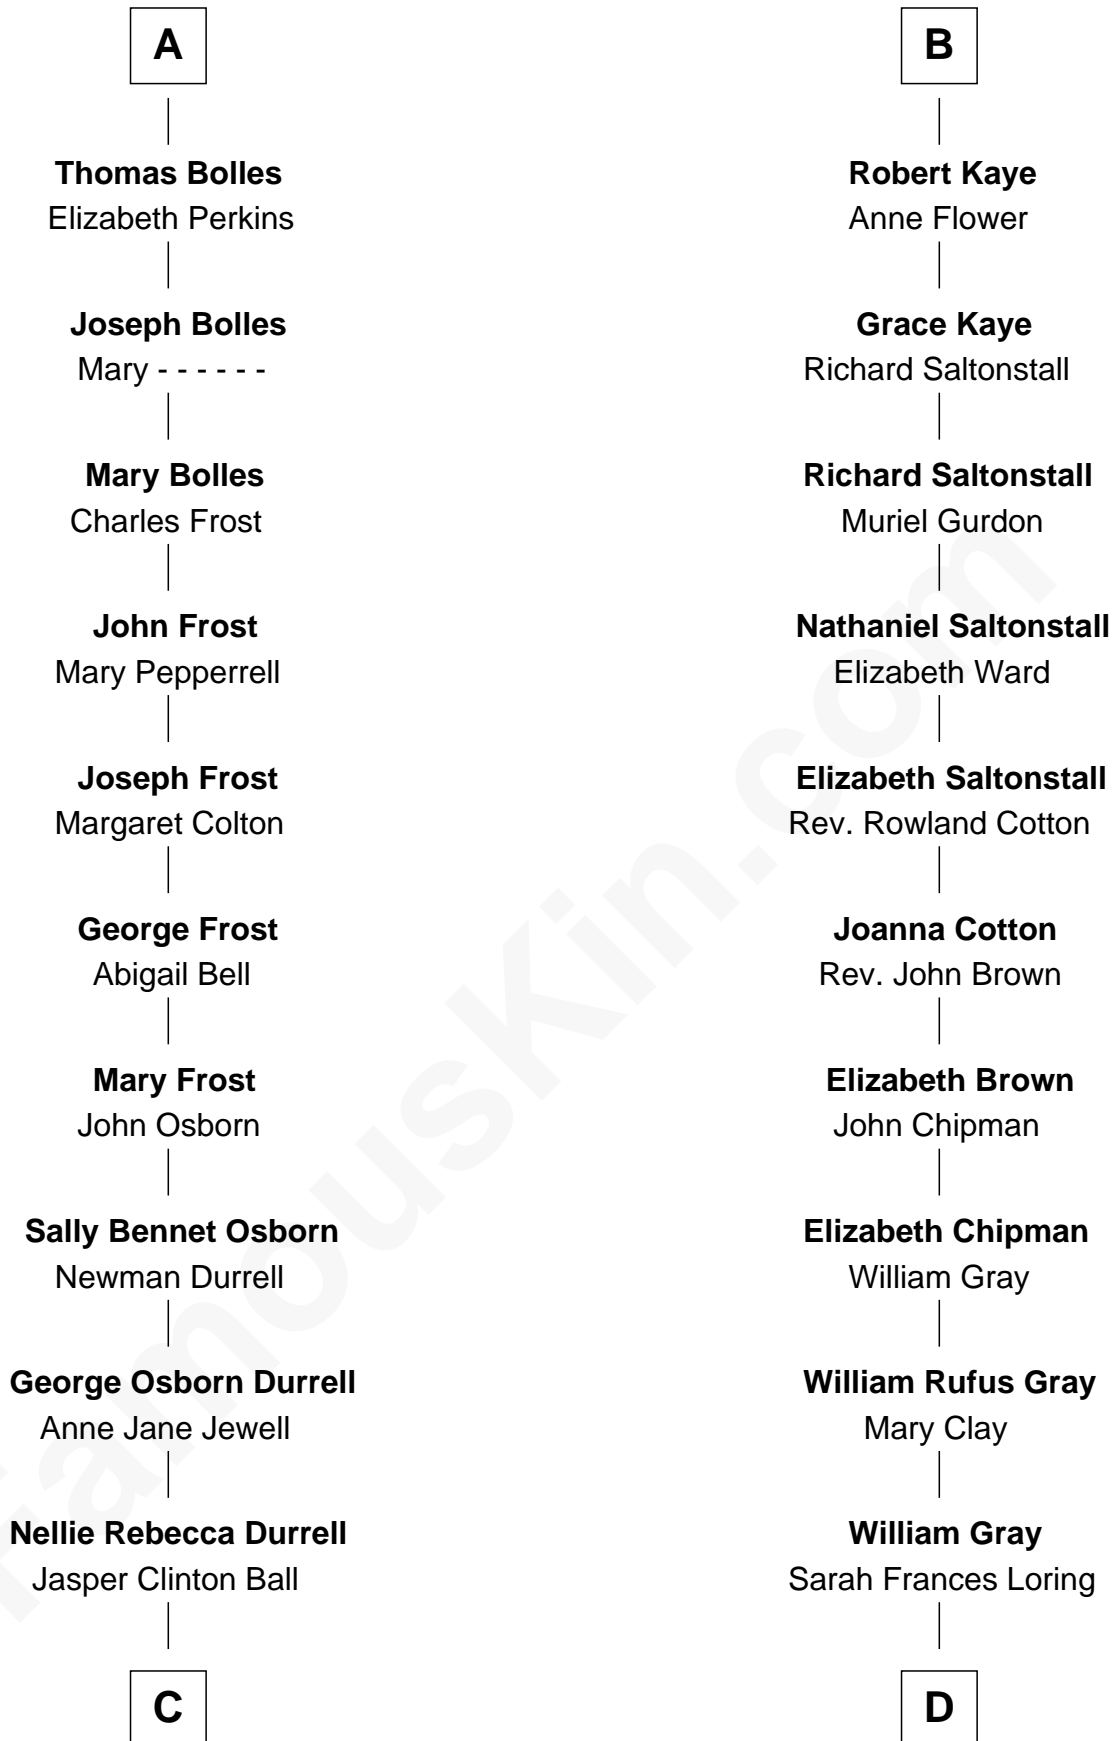 A
Thomas Bolles
Elizabeth Perkins
Joseph Bolles
Mary - - - - - -
Mary Bolles
Charles Frost
John Frost
Mary Pepperrell
Joseph Frost
Margaret Colton
George Frost
Abigail Bell
Mary Frost
John Osborn
Sally Bennet Osborn
Newman Durrell
George Osborn Durrell
Anne Jane Jewell
Nellie Rebecca Durrell
Jasper Clinton Ball
C
B
Robert Kaye
Anne Flower
Grace Kaye
Richard Saltonstall
Richard Saltonstall
Muriel Gurdon
Nathaniel Saltonstall
Elizabeth Ward
Elizabeth Saltonstall
Rev. Rowland Cotton
Joanna Cotton
Rev. John Brown
Elizabeth Brown
John Chipman
Elizabeth Chipman
William Gray
William Rufus Gray
Mary Clay
William Gray
Sarah Frances Loring
D
FamousKin.com